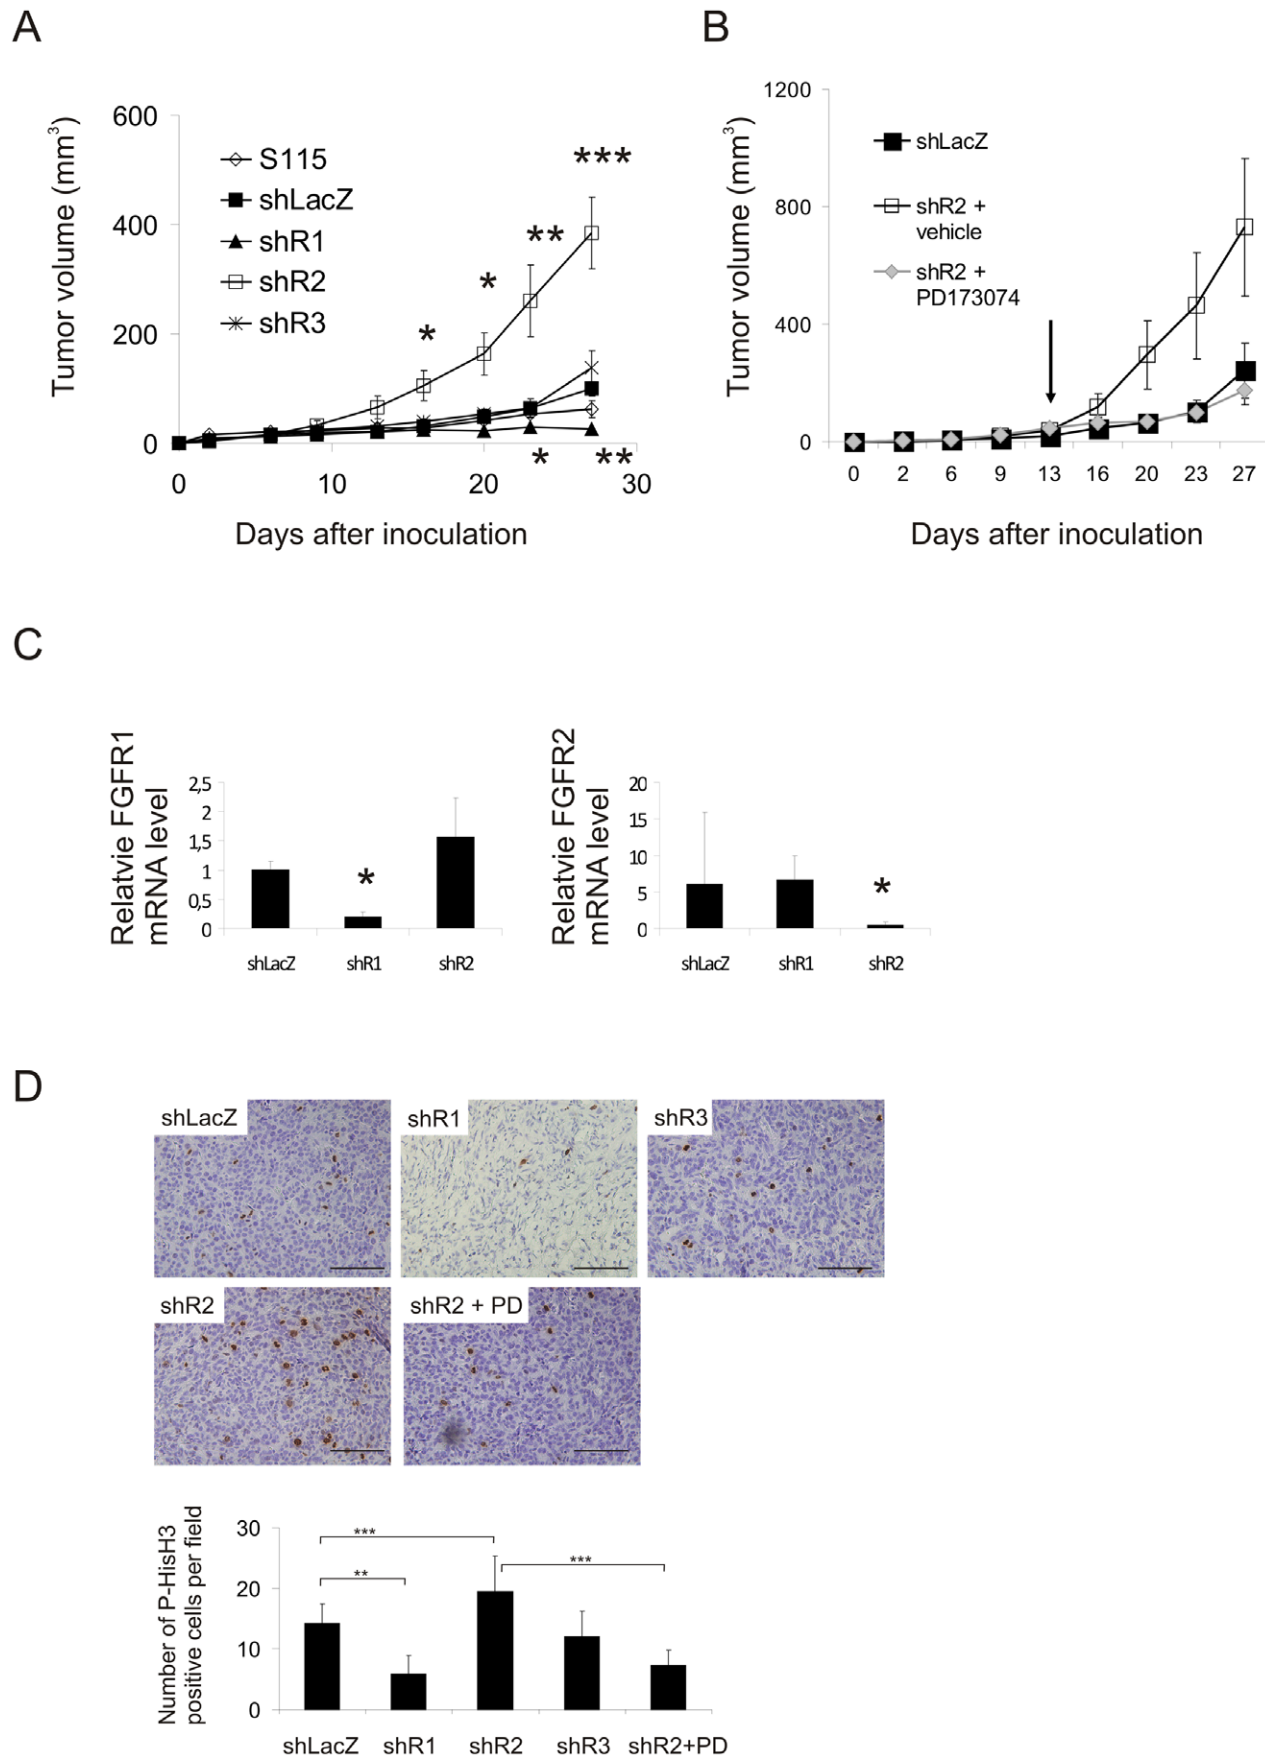 A
Tumor volume (mm3)
600
400
200
0
S115
shLacZ
shR1
shR2
shR3
*
*
**
***
*
**
0
10
20
30
Days after inoculation
B
Tumor volume (mm3)
1200
800
400
0
shLacZ
shR2 +
vehicle
shR2 +
PD173074
0
2
6
9
13
16
20
23
27
Days after inoculation
C
Relatvie FGFR1
mRNA level
2,5
2
1,5
1
0,5
0
*
shLacZ
shR1
shR2
Relatvie FGFR2
mRNA level
20
15
10
5
0
*
shLacZ
shR1
shR2
D
shLacZ
shR1
shR3
shR2
shR2 + PD
Number of P-HisH3
positive cells per field
30
20
10
0
***
**
***
shLacZ
shR1
shR2
shR3
shR2+PD